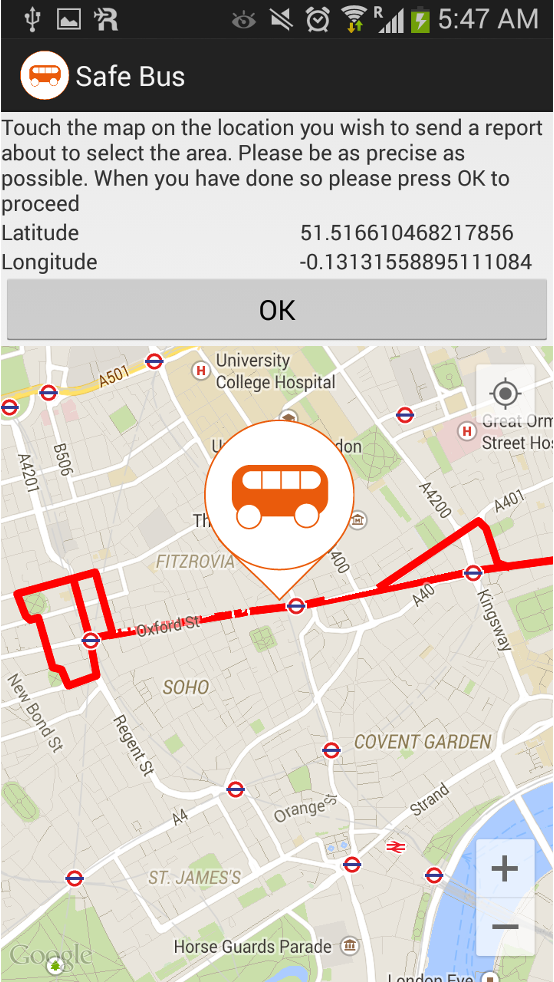 R
5:47 AM
Safe Bus
Touch the map on the location you wish to send a report
about to select the area. Please be as precise as
possible. When you have done so please press OK to
proceed
Latitude 51.516610468217856
Longitude -0.13131558895111084
OK
University
College Hospital
A501
H
B506
A4201
H
Great Orm
Street Hos
A4200
A401
Th
FITZROVIA
400
A40
Kingsway
Oxford St
SOHO
New Bond St
Regent St
COVENT GARDEN
Orange St
Strand
A4
ST. JAMES'S
Horse Guards Parade
Google
London Eye